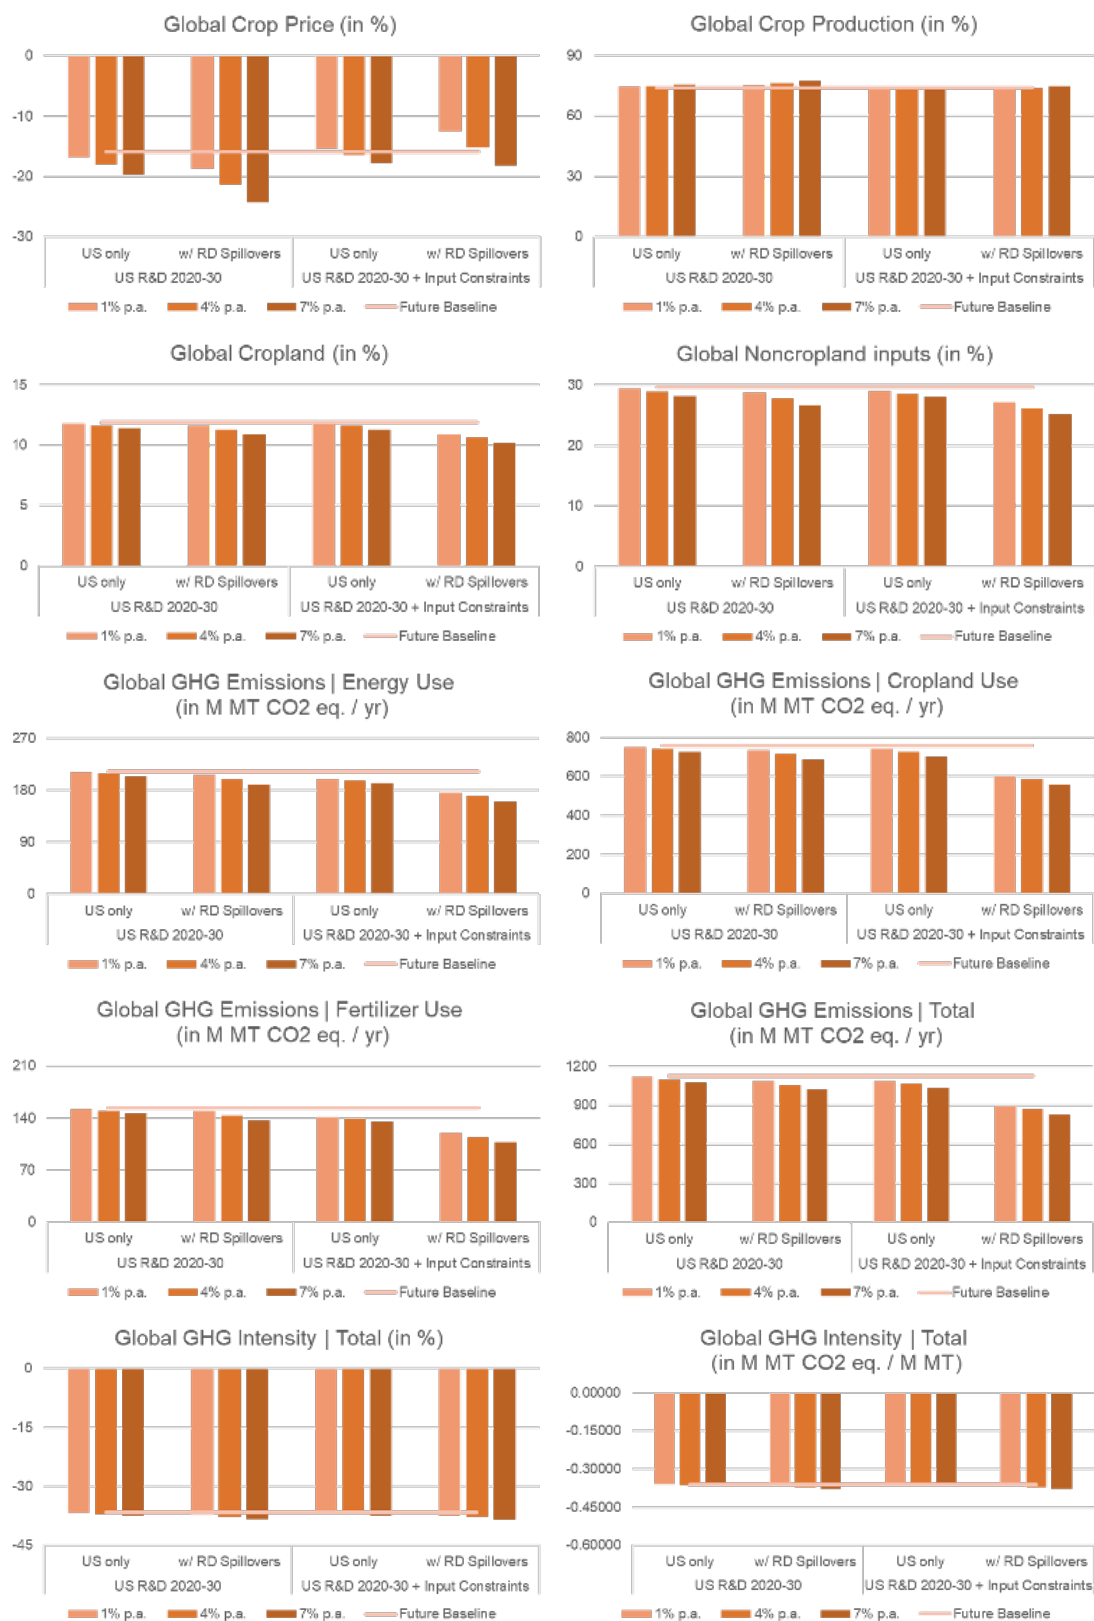 Global Crop Price (in %)
0
-10
-20
-30
US only
w/ RD Spillovers
US only
w/ RD Spillovers
US R&D 2020-30
US R&D 2020-30 + Input Constraints
1% p.a.
4% p.a.
7% p.a.
Future Baseline
Global Crop Production (in %)
90
60
30
0
US only
w/ RD Spillovers
US only
w/ RD Spillovers
US R&D 2020-30
US R&D 2020-30 + Input Constraints
1% p.a.
4% p.a.
7% p.a.
Future Baseline
Global Cropland (in %)
15
10
5
0
US only
w/ RD Spillovers
US only
w/ RD Spillovers
US R&D 2020-30
US R&D 2020-30 + Input Constraints
1% p.a.
4% p.a.
7% p.a.
Future Baseline
Global Noncropland inputs (in %)
30
20
10
0
US only
w/ RD Spillovers
US only
w/ RD Spillovers
US R&D 2020-30
US R&D 2020-30 + Input Constraints
1% p.a.
4% p.a.
7% p.a.
Future Baseline
Global GHG Emissions | Energy Use
(in M MT CO2 eq. / yr)
270
180
90
0
US only
w/ RD Spillovers
US only
w/ RD Spillovers
US R&D 2020-30
US R&D 2020-30 + Input Constraints
1% p.a.
4% p.a.
7% p.a.
Future Baseline
Global GHG Emissions | Cropland Use
(in M MT CO2 eq. / yr)
800
600
400
200
0
US only
w/ RD Spillovers
US only
w/ RD Spillovers
US R&D 2020-30
US R&D 2020-30 + Input Constraints
1% p.a.
4% p.a.
7% p.a.
Future Baseline
Global GHG Emissions | Fertilizer Use
(in M MT CO2 eq. / yr)
210
140
70
0
US only
w/ RD Spillovers
US only
w/ RD Spillovers
US R&D 2020-30
US R&D 2020-30 + Input Constraints
1% p.a.
4% p.a.
7% p.a.
Future Baseline
Global GHG Emissions | Total
(in M MT CO2 eq. / yr)
1200
900
600
300
0
US only
w/ RD Spillovers
US only
w/ RD Spillovers
US R&D 2020-30
US R&D 2020-30 + Input Constraints
1% p.a.
4% p.a.
7% p.a.
Future Baseline
Global GHG Intensity | Total (in %)
0
-15
-30
-45
US only
w/ RD Spillovers
US only
w/ RD Spillovers
US R&D 2020-30
US R&D 2020-30 + Input Constraints
1% p.a.
4% p.a.
7% p.a.
Future Baseline
Global GHG Intensity | Total
(in M MT CO2 eq. / M MT)
0.00000
-0.15000
-0.30000
-0.45000
-0.60000
US only
w/ RD Spillovers
US only
w/ RD Spillovers
US R&D 2020-30
US R&D 2020-30 + Input Constraints
1% p.a.
4% p.a.
7% p.a.
Future Baseline